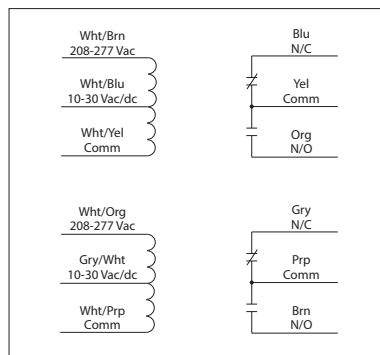 Wht/Brn
208-277 Vac
Wht/Blu
10-30 Vac/dc
Wht/Yel
Comm
Blu
N/C
Yel
Comm
Org
N/O
Wht/Org
208-277 Vac
Gry/Wht
10-30 Vac/dc
Wht/Prp
Comm
Gry
N/C
Prp
Comm
Brn
N/O